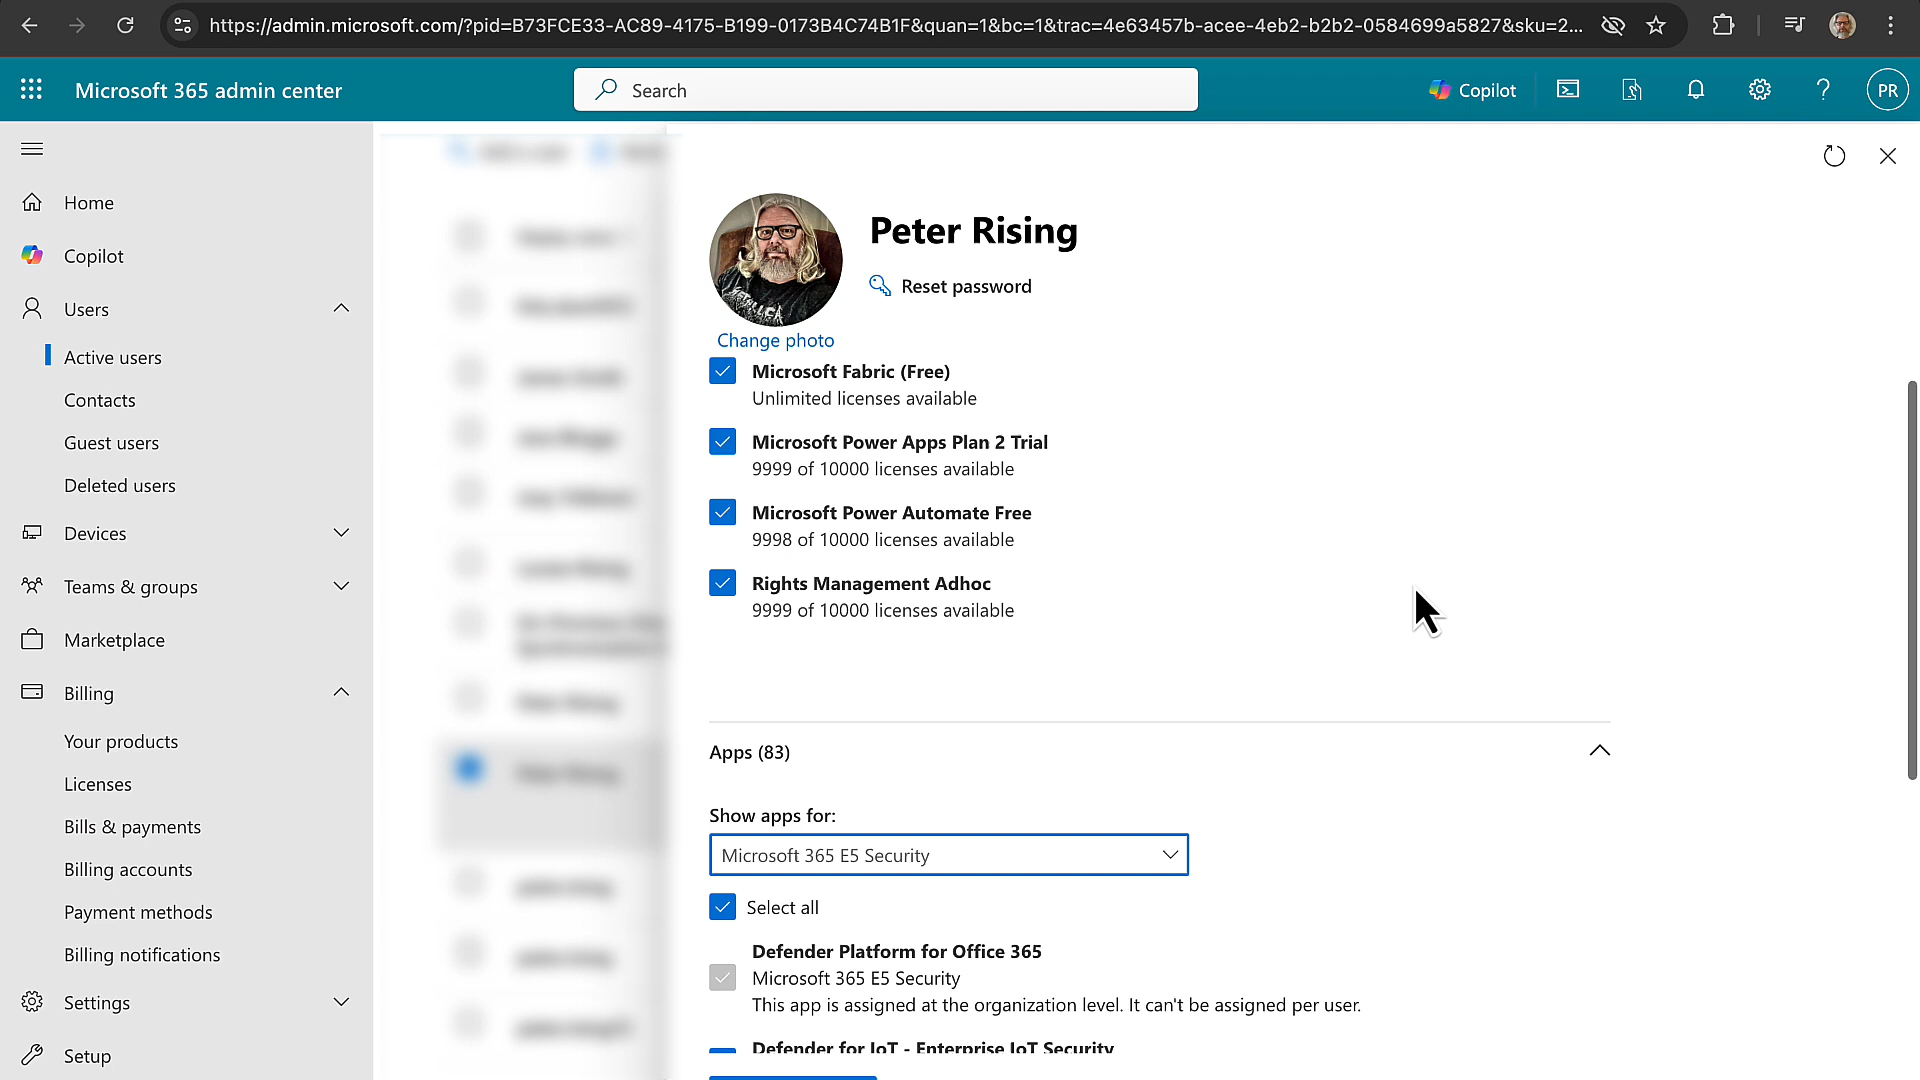 https://admin.microsoft.com/?pid=B73FCE33-AC89-4175-B199-0173B4C74B1F&quan=1&bc=1&trac=4e63457b-acee-4eb2-b2b2-0584699a5827&sku=2...
Microsoft 365 admin center
Search
Copilot
PR
Home
Copilot
Users
Active users
Contacts
Guest users
Deleted users
Devices
Teams & groups
Marketplace
Billing
Your products
Licenses
Bills & payments
Billing accounts
Payment methods
Billing notifications
Settings
Setup
Peter Rising
Reset password
Change photo
Microsoft Fabric (Free)
Unlimited licenses available
Microsoft Power Apps Plan 2 Trial
9999 of 10000 licenses available
Microsoft Power Automate Free
9998 of 10000 licenses available
Rights Management Adhoc
9999 of 10000 licenses available
Apps (83)
Show apps for:
Microsoft 365 E5 Security
Select all
Defender Platform for Office 365
Microsoft 365 E5 Security
This app is assigned at the organization level. It can't be assigned per user.
Defender for IoT - Enterprise IoT Security